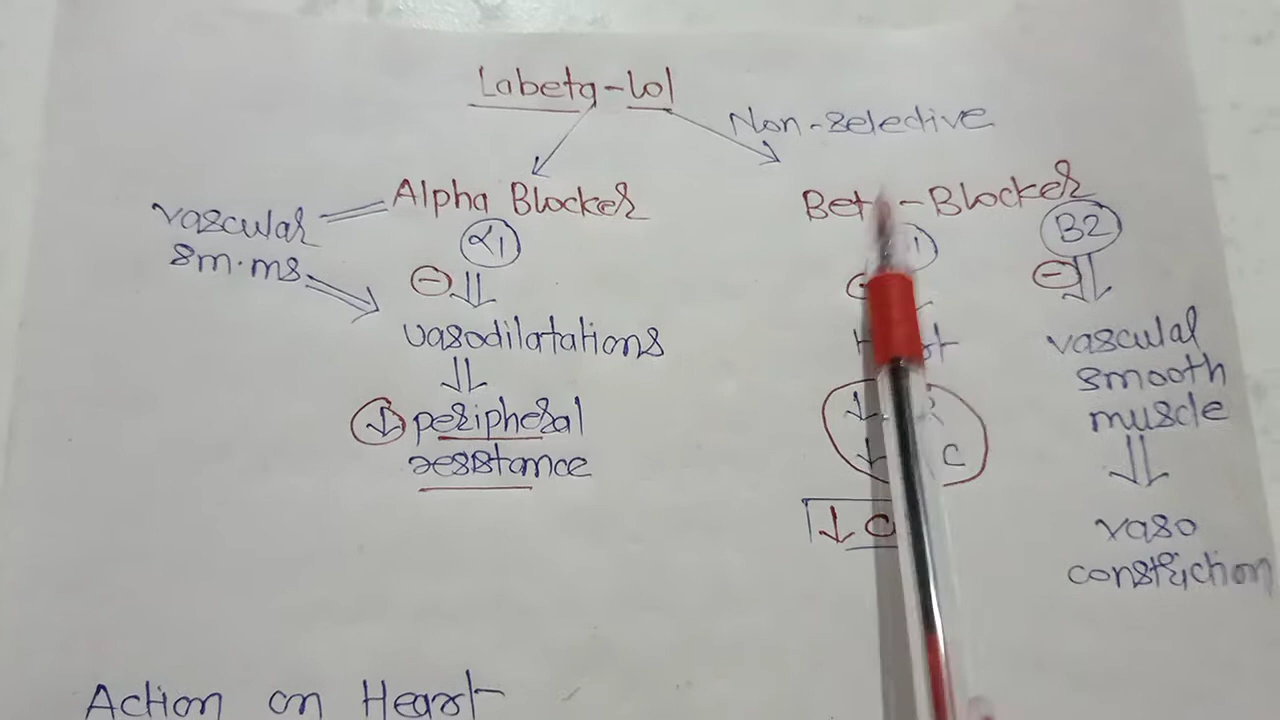 Labeta-lol
Non-selective
Alpha Blocker
vascular
sm.ms
α1
⊖ ⇓
vasodilatations
⇓
↓ peripheral
resistance
Blocker
B2
⊖ ⇓
vascular
smooth
muscle
⇓
vaso
constriction
↓
↓ C
↓
Action on Heart